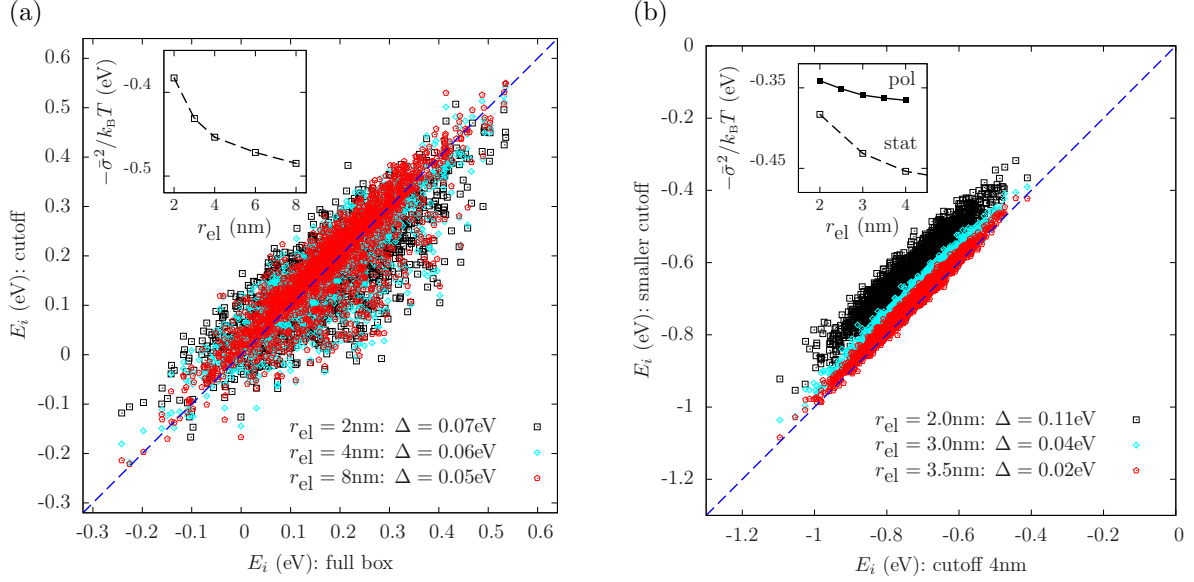 (a)
(b)
0.6
0.5
0.4
0.3
0.2
0.1
0
-0.1
-0.2
-0.3
E_i (eV): cutoff
-0.3 -0.2 -0.1 0 0.1 0.2 0.3 0.4 0.5 0.6
E_i (eV): full box
-0.4
-0.5
−σ̄²/k_BT (eV)
2 4 6 8
r_el (nm)
r_el = 2nm: Δ = 0.07eV
r_el = 4nm: Δ = 0.06eV
r_el = 8nm: Δ = 0.05eV
0
-0.2
-0.4
-0.6
-0.8
-1
-1.2
E_i (eV): smaller cutoff
-1.2 -1 -0.8 -0.6 -0.4 -0.2 0
E_i (eV): cutoff 4nm
-0.35
-0.45
−σ̄²/k_BT (eV)
pol
stat
2 3 4
r_el (nm)
r_el = 2.0nm: Δ = 0.11eV
r_el = 3.0nm: Δ = 0.04eV
r_el = 3.5nm: Δ = 0.02eV